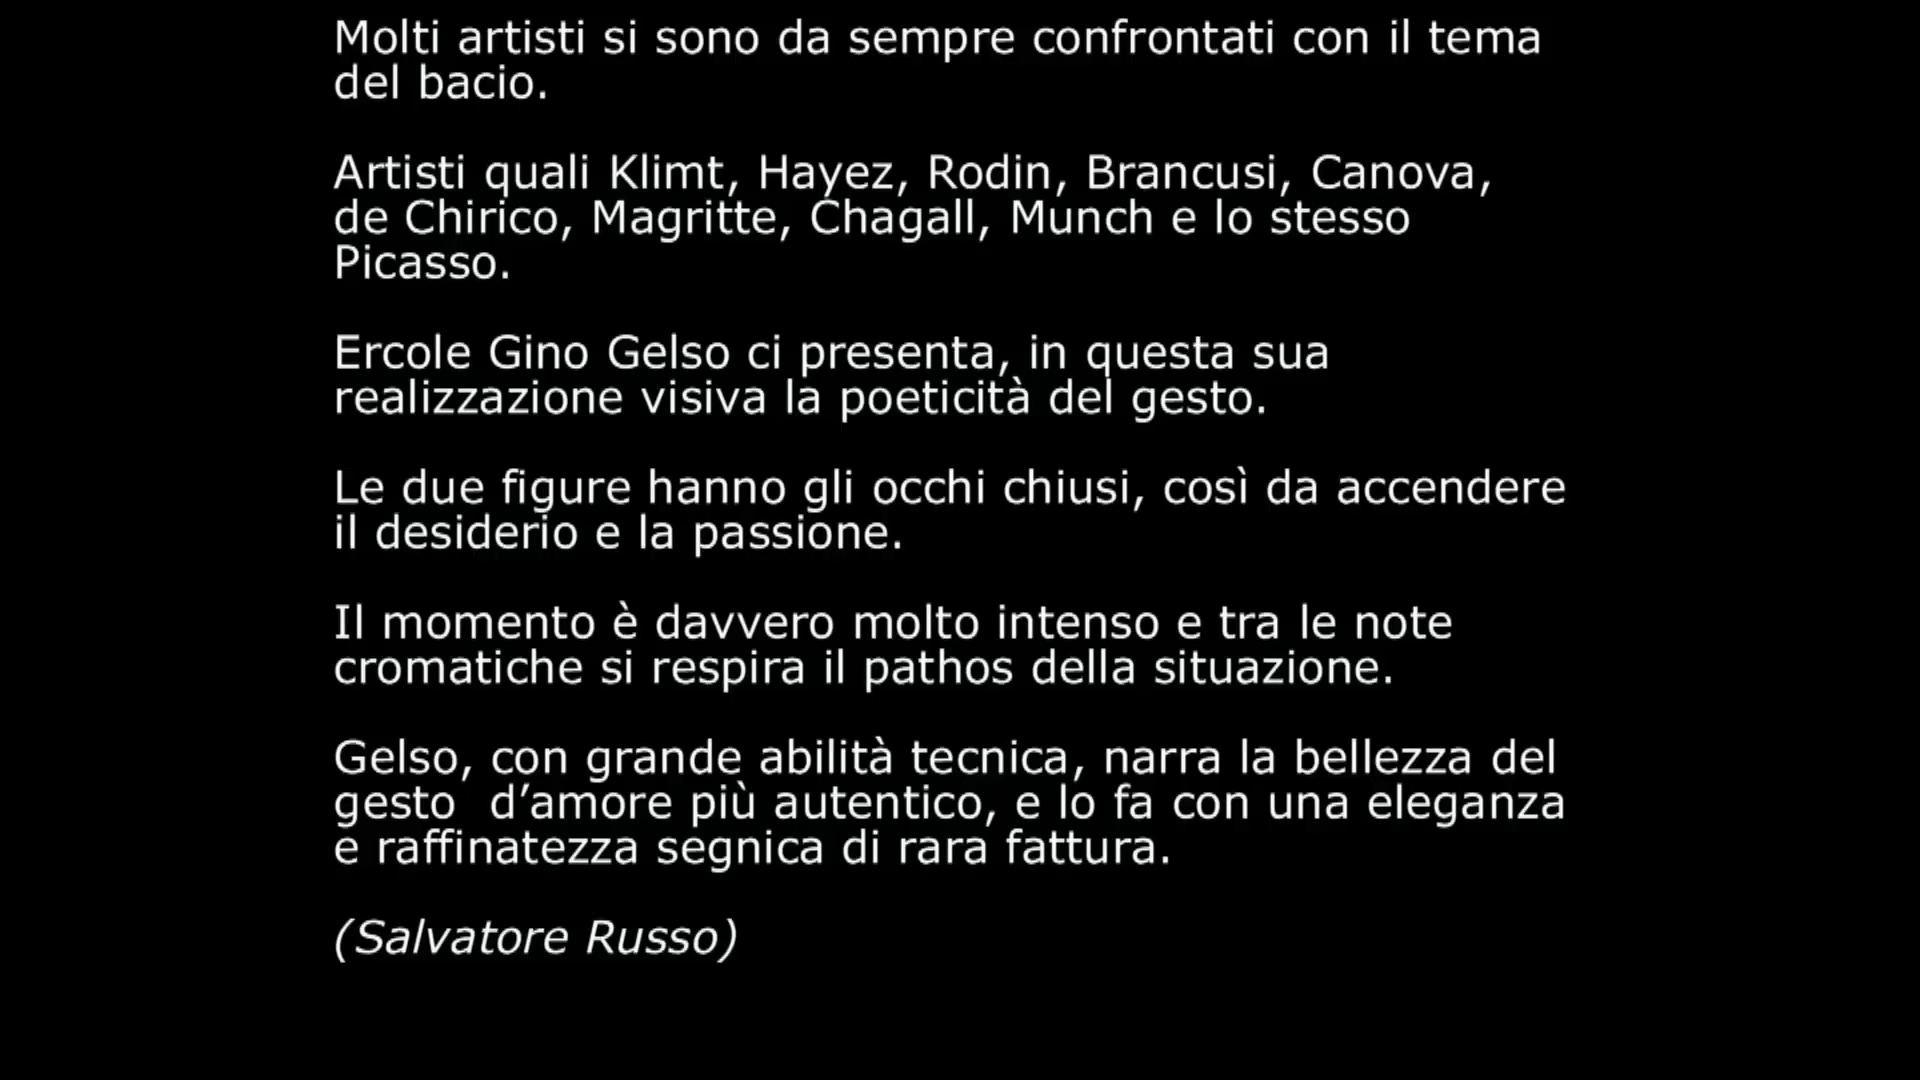 Molti artisti si sono da sempre confrontati con il tema
del bacio.
Artisti quali Klimt, Hayez, Rodin, Brancusi, Canova,
de Chirico, Magritte, Chagall, Munch e lo stesso
Picasso.
Ercole Gino Gelso ci presenta, in questa sua
realizzazione visiva la poeticità del gesto.
Le due figure hanno gli occhi chiusi, così da accendere
il desiderio e la passione.
Il momento è davvero molto intenso e tra le note
cromatiche si respira il pathos della situazione.
Gelso, con grande abilità tecnica, narra la bellezza del
gesto  d’amore più autentico, e lo fa con una eleganza
e raffinatezza segnica di rara fattura.
(Salvatore Russo)